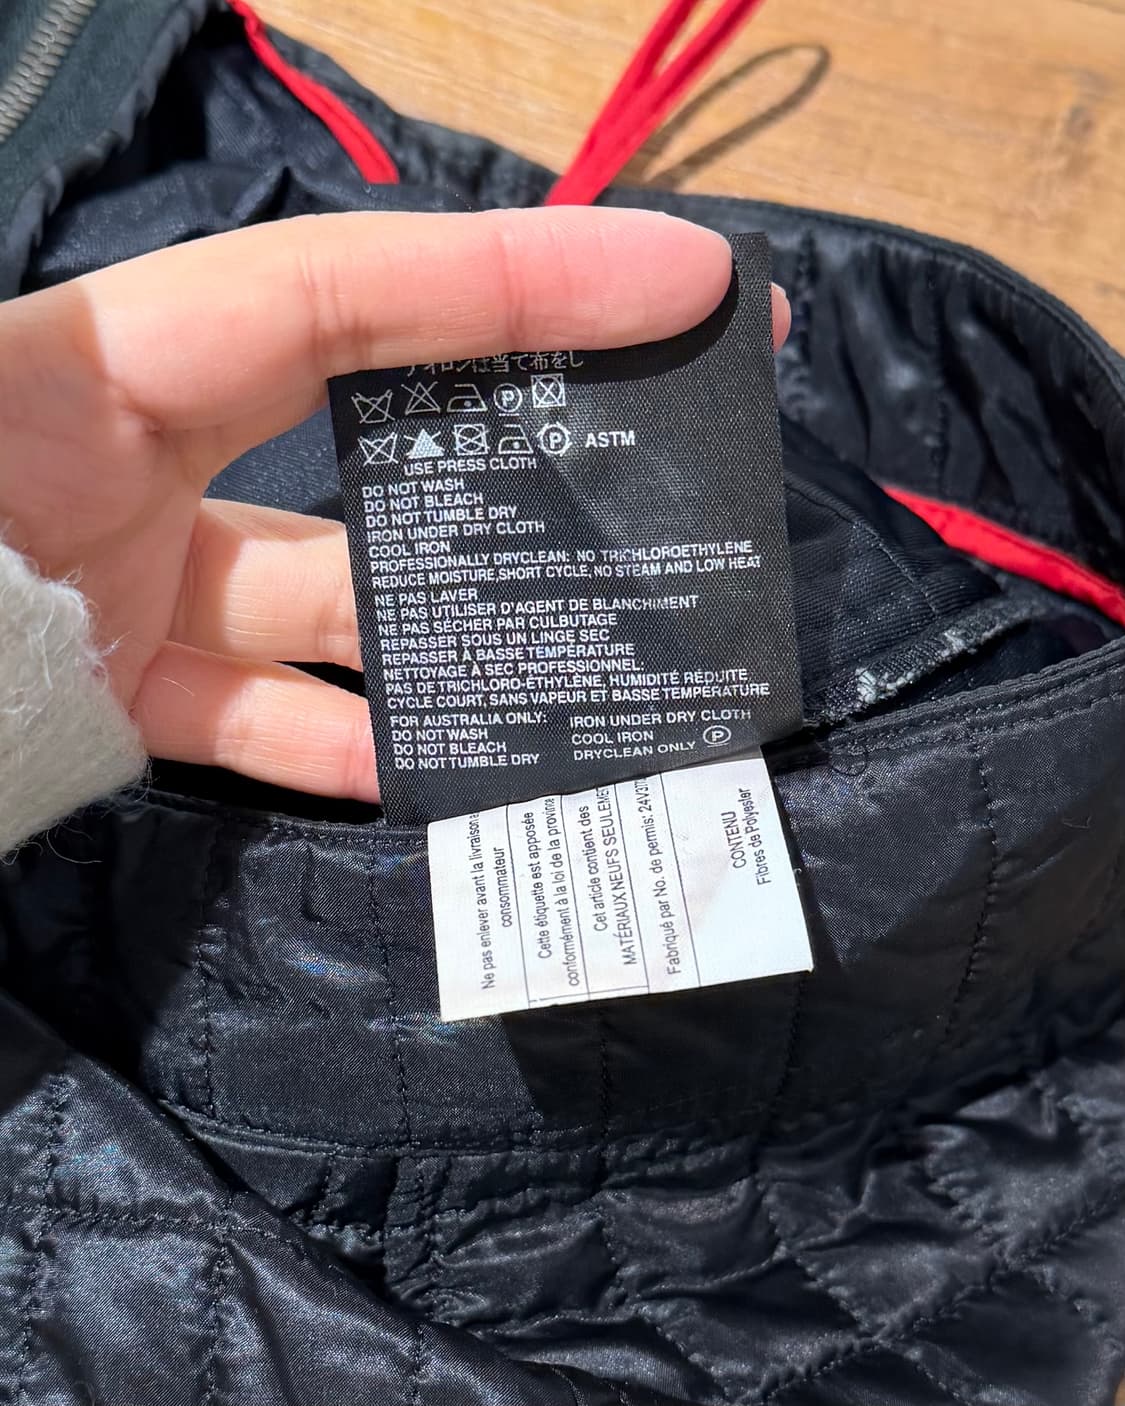 アイロンは当て布をし
P
P ASTM
USE PRESS CLOTH
DO NOT WASH
DO NOT BLEACH
DO NOT TUMBLE DRY
IRON UNDER DRY CLOTH
COOL IRON
PROFESSIONALLY DRYCLEAN: NO TRICHLOROETHYLENE
REDUCE MOISTURE,SHORT CYCLE, NO STEAM AND LOW HEAT
NE PAS LAVER
NE PAS UTILISER D'AGENT DE BLANCHIMENT
NE PAS SÈCHER PAR CULBUTAGE
REPASSER SOUS UN LINGE SEC
REPASSER À BASSE TEMPÉRATURE
NETTOYAGE À SEC PROFESSIONNEL:
PAS DE TRICHLORO-ÉTHYLÈNE, HUMIDITÉ RÉDUITE,
CYCLE COURT, SANS VAPEUR ET BASSE TEMPÉRATURE
FOR AUSTRALIA ONLY:
DO NOT WASH
DO NOT BLEACH
DO NOT TUMBLE DRY
IRON UNDER DRY CLOTH
COOL IRON
DRYCLEAN ONLY P
Ne pas enlever avant la livraison
consommateur
Cette étiquette est apposée
conformément à la loi de la province
Cet article contient des
MATÉRIAUX NEUFS SEULEME
Fabriqué par No. de permis: 24V3
CONTENU
Fibres de Polyester